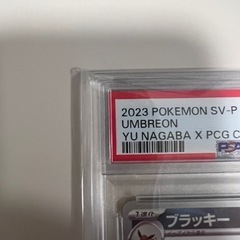 2023 POKEMON SV-P
UMBREON
YU NAGABA X PCG C
PSA
1進化
ブラッキー